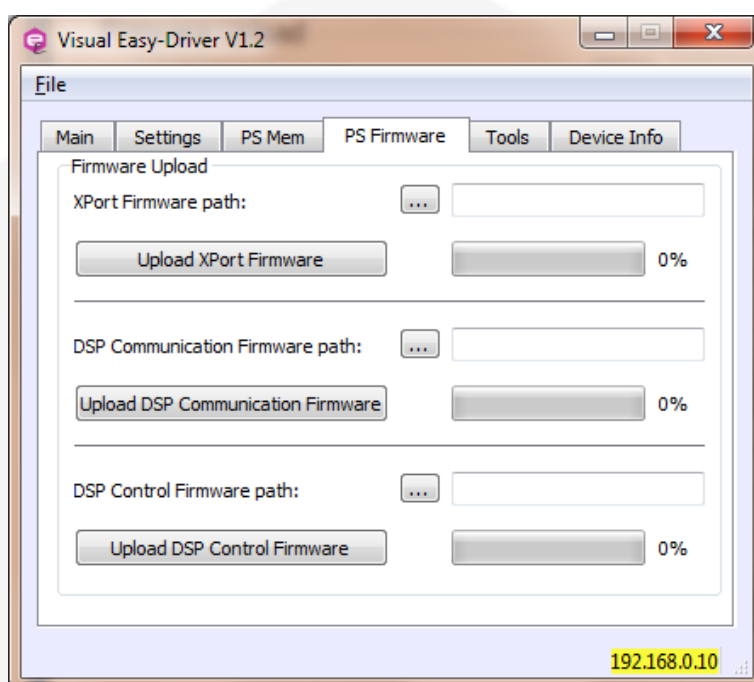 Visual Easy-Driver V1.2
File
Main Settings PS Mem PS Firmware Tools Device Info
Firmware Upload
XPort Firmware path: ...
Upload XPort Firmware 0%
DSP Communication Firmware path: ...
Upload DSP Communication Firmware 0%
DSP Control Firmware path: ...
Upload DSP Control Firmware 0%
192.168.0.10